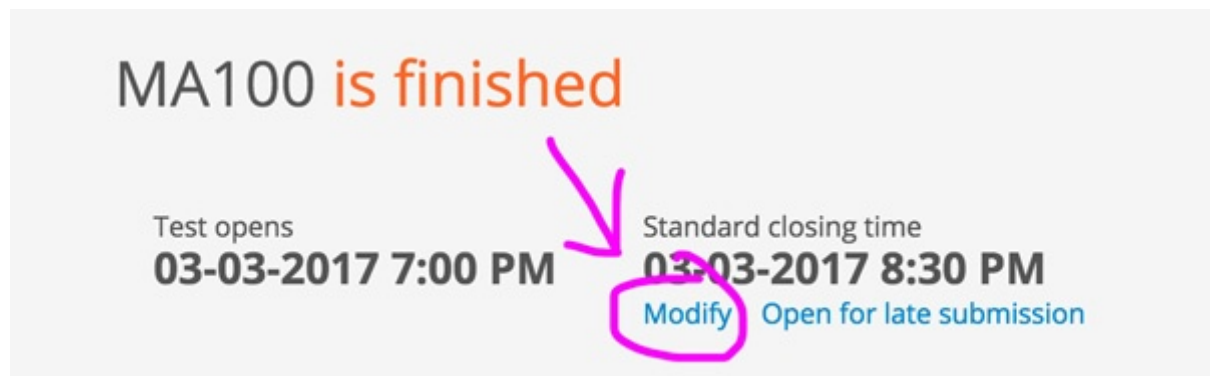 MA100 is finished
Test opens
03-03-2017 7:00 PM
Standard closing time
03-03-2017 8:30 PM
Modify Open for late submission